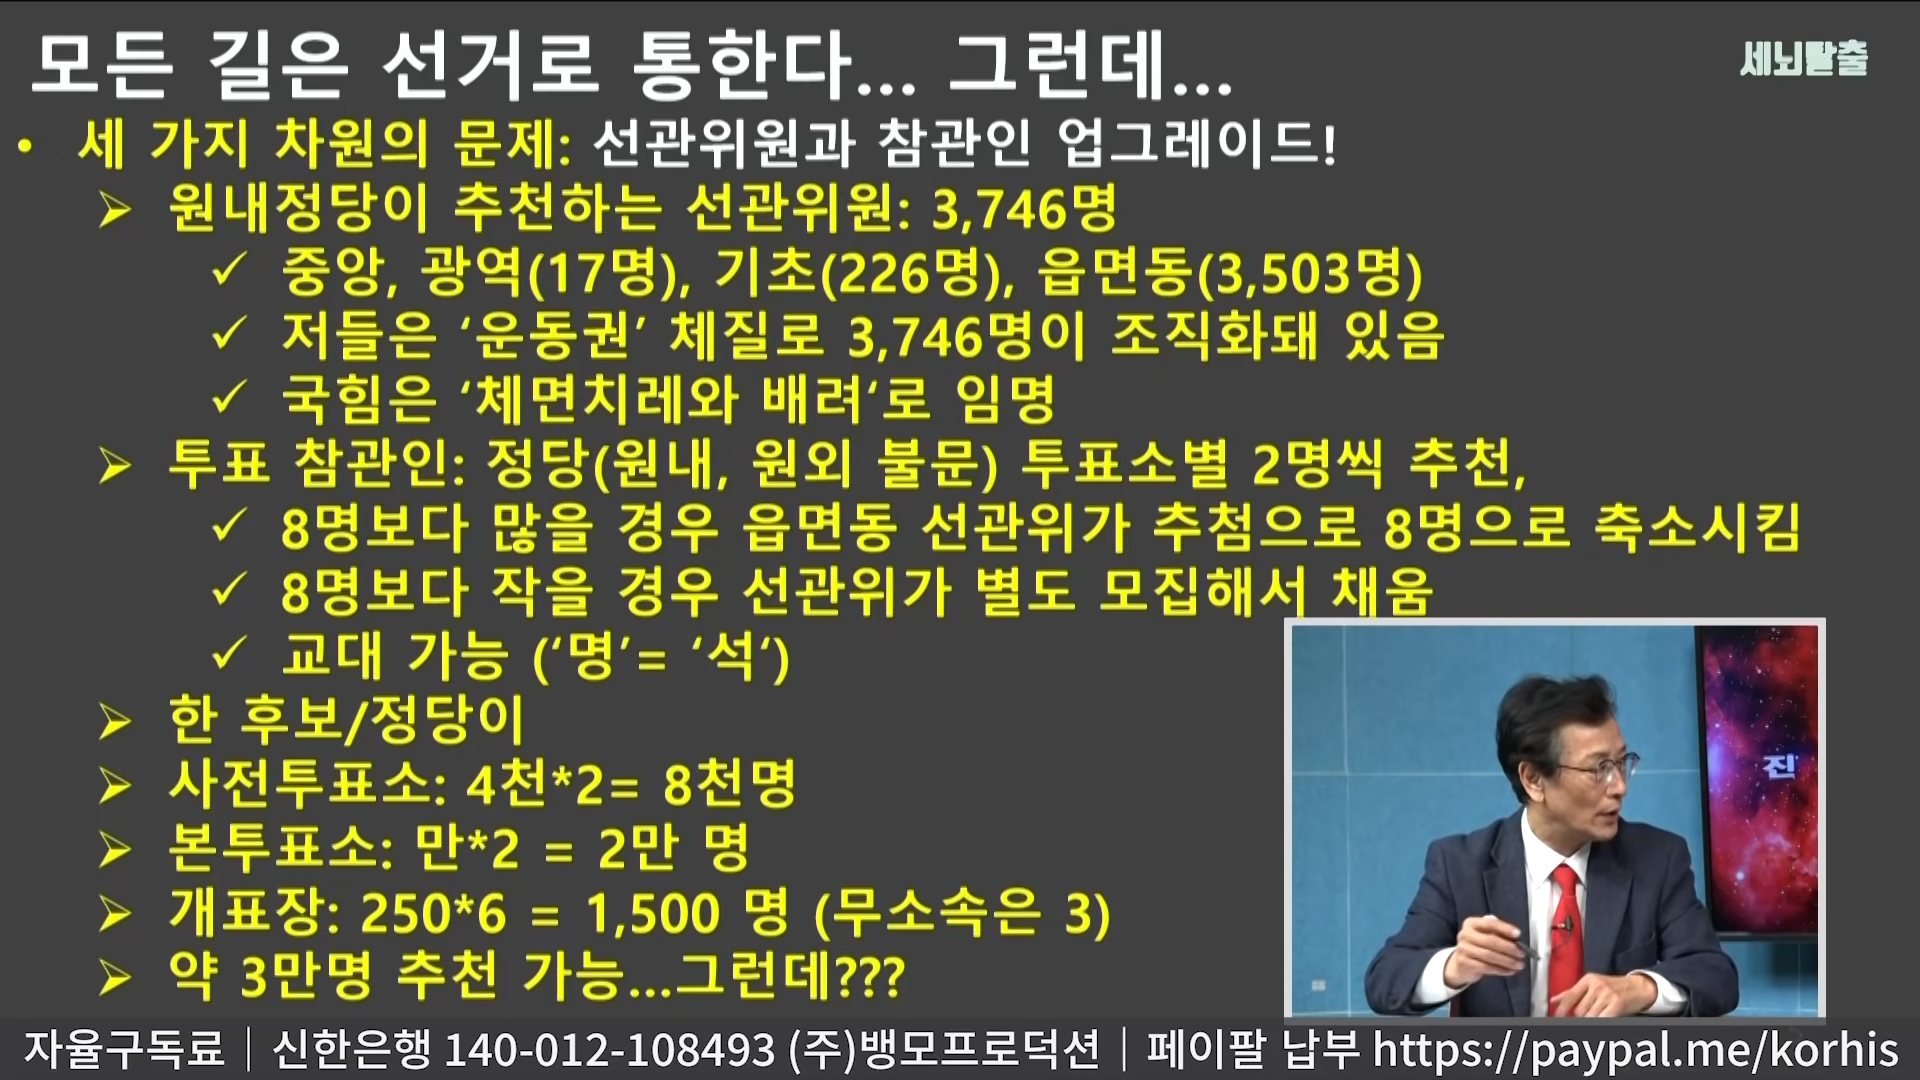 모든 길은 선거로 통한다... 그런데...
세뇌탈출
• 세 가지 차원의 문제: 선관위원과 참관인 업그레이드!
➢ 원내정당이 추천하는 선관위원: 3,746명
✓ 중앙, 광역(17명), 기초(226명), 읍면동(3,503명)
✓ 저들은 ‘운동권’ 체질로 3,746명이 조직화돼 있음
✓ 국힘은 ‘체면치레와 배려‘로 임명
➢ 투표 참관인: 정당(원내, 원외 불문) 투표소별 2명씩 추천,
✓ 8명보다 많을 경우 읍면동 선관위가 추첨으로 8명으로 축소시킴
✓ 8명보다 작을 경우 선관위가 별도 모집해서 채움
✓ 교대 가능 (‘명’= ‘석‘)
➢ 한 후보/정당이
➢ 사전투표소: 4천*2= 8천명
➢ 본투표소: 만*2 = 2만 명
➢ 개표장: 250*6 = 1,500 명 (무소속은 3)
➢ 약 3만명 추천 가능...그런데???
진
자율구독료｜신한은행 140-012-108493 (주)뱅모프로덕션｜페이팔 납부 https://paypal.me/korhis